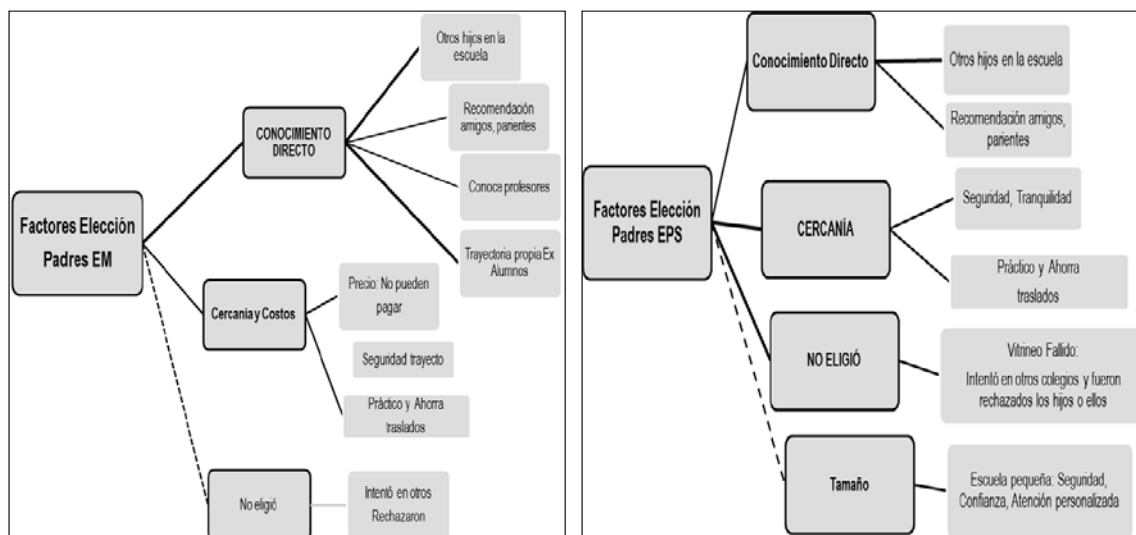 Factores Elección
Padres EM
CONOCIMIENTO
DIRECTO
Otros hijos en la
escuela
Recomendación
amigos, parientes
Conoce profesores
Trayectoria propia Ex
Alumnos
Cercanía y Costos
Precio: No pueden
pagar
Seguridad trayecto
Práctico y Ahorra
traslados
No eligió
Intentó en otros
Rechazaron
Factores Elección
Padres EPS
Conocimiento Directo
Otros hijos en la escuela
Recomendación amigos,
parientes
CERCANÍA
Seguridad, Tranquilidad
Práctico y Ahorra
traslados
NO ELIGIÓ
Vitrineo Fallido:
Intentó en otros colegios y fueron
rechazados los hijos o ellos
Tamaño
Escuela pequeña: Seguridad,
Confianza, Atención personalizada